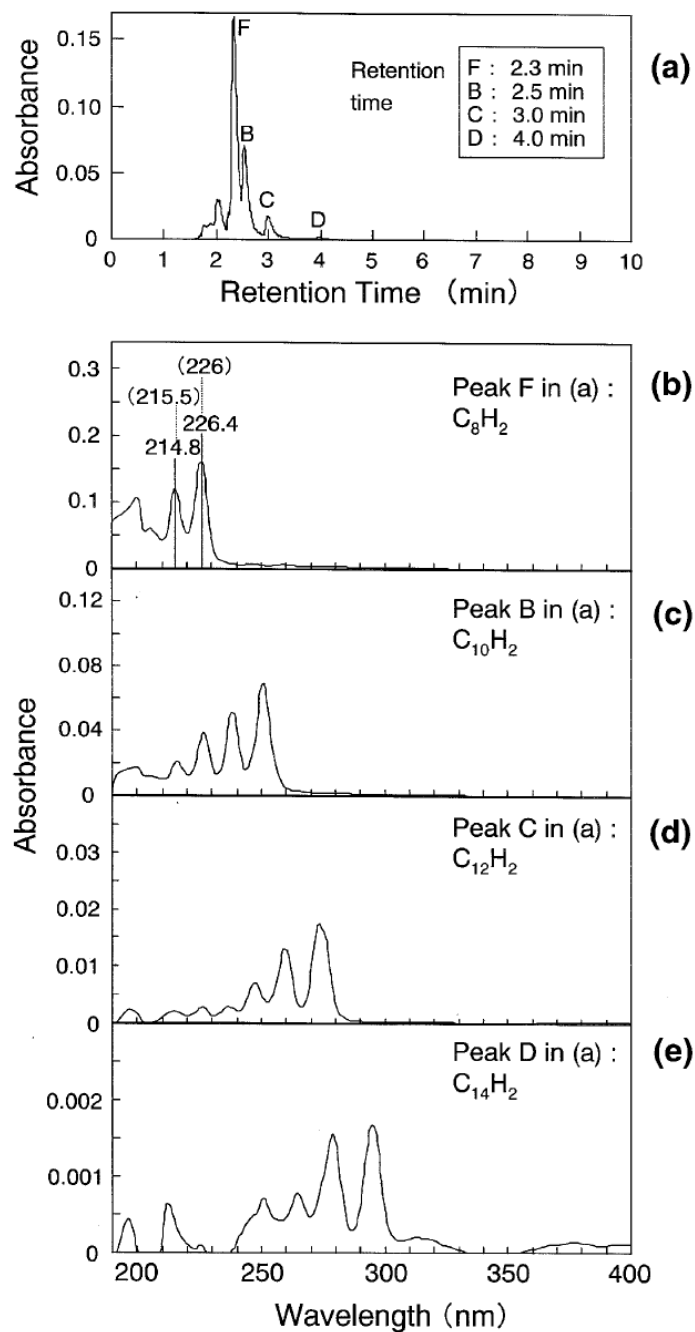 (a)
Absorbance
0.15
0.10
0.05
0
F
B
C
D
Retention
time
F : 2.3 min
B : 2.5 min
C : 3.0 min
D : 4.0 min
0 1 2 3 4 5 6 7 8 9 10
Retention Time (min)
(b)
0.3
0.2
0.1
0
(226)
(215.5)
226.4
214.8
Peak F in (a) :
C₈H₂
(c)
0.12
0.08
0.04
0
Peak B in (a) :
C₁₀H₂
Absorbance
(d)
0.03
0.02
0.01
0
Peak C in (a) :
C₁₂H₂
(e)
0.002
0.001
0
Peak D in (a) :
C₁₄H₂
200 250 300 350 400
Wavelength (nm)